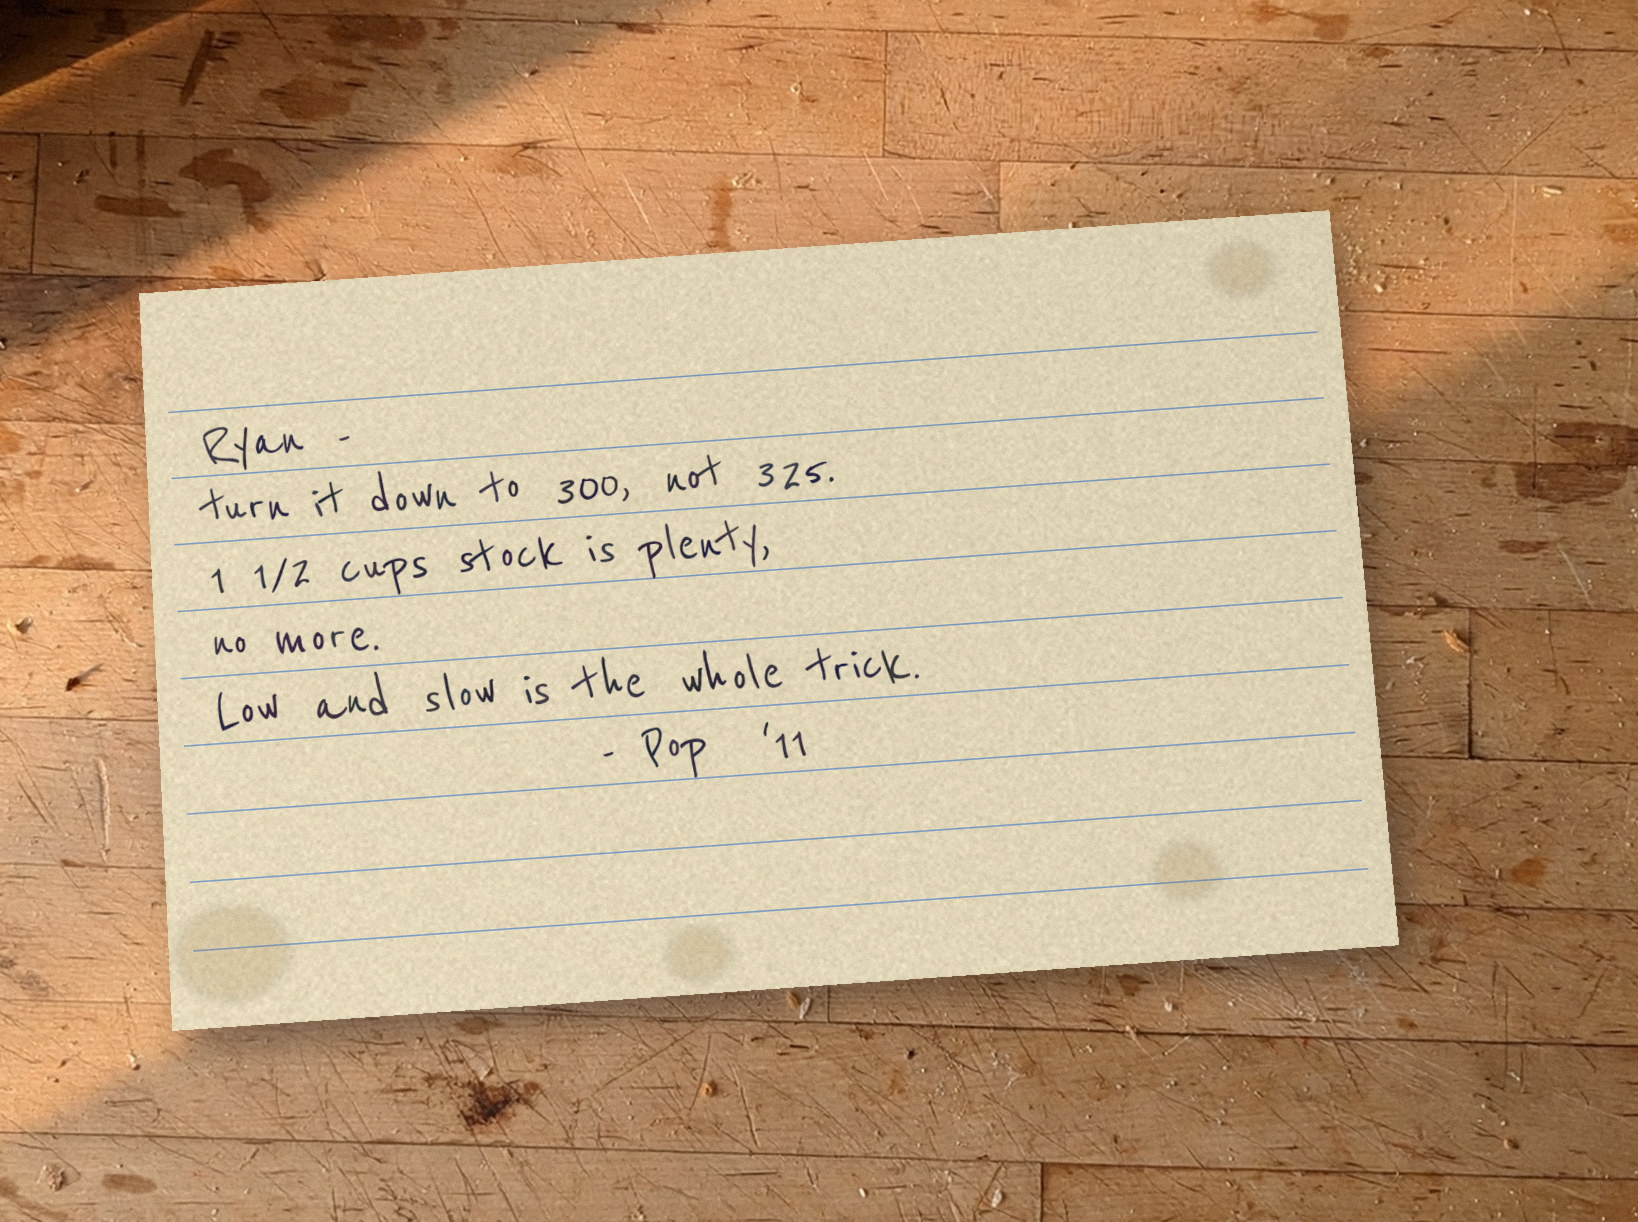 Ryan -
turn it down to 300, not 325.
1 1/2 cups stock is plenty,
no more.
Low and slow is the whole trick.
- Pop '11